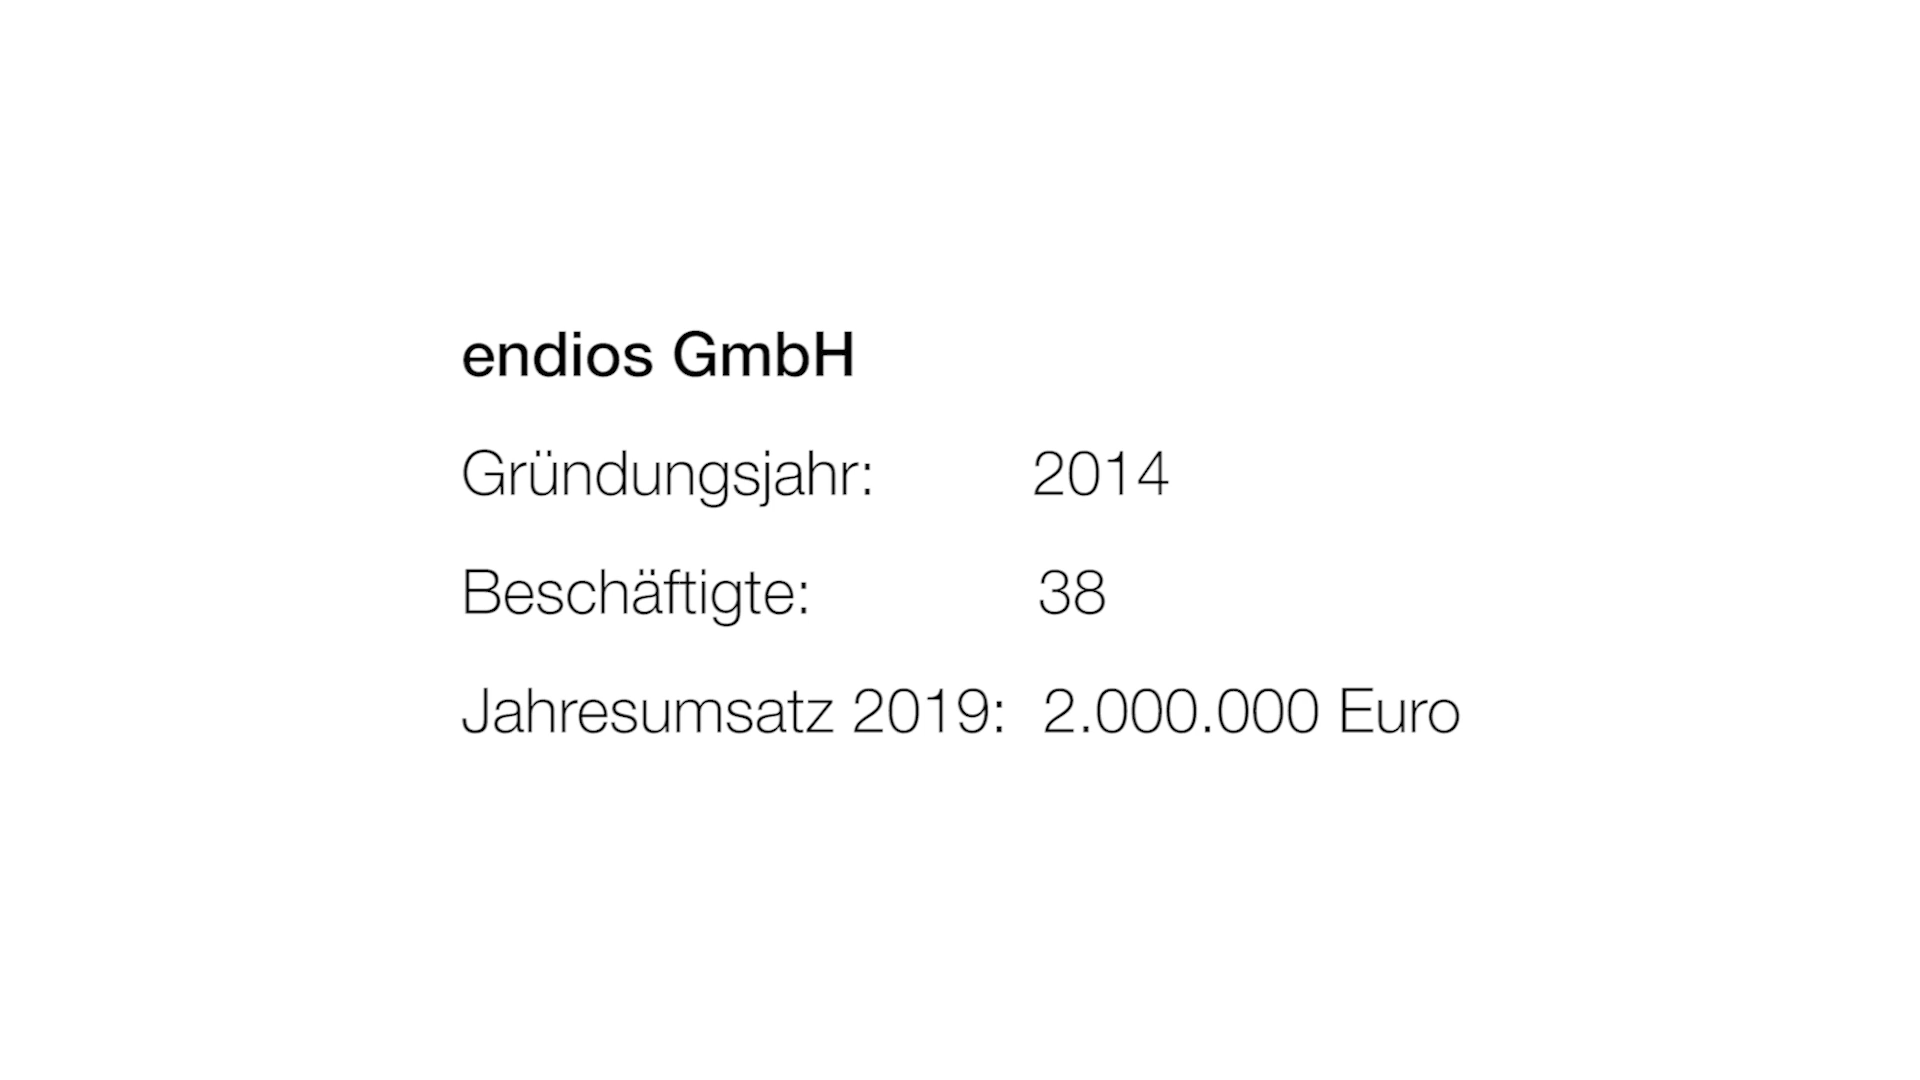 endios GmbH
Gründungsjahr: 2014
Beschäftigte: 38
Jahresumsatz 2019: 2.000.000 Euro